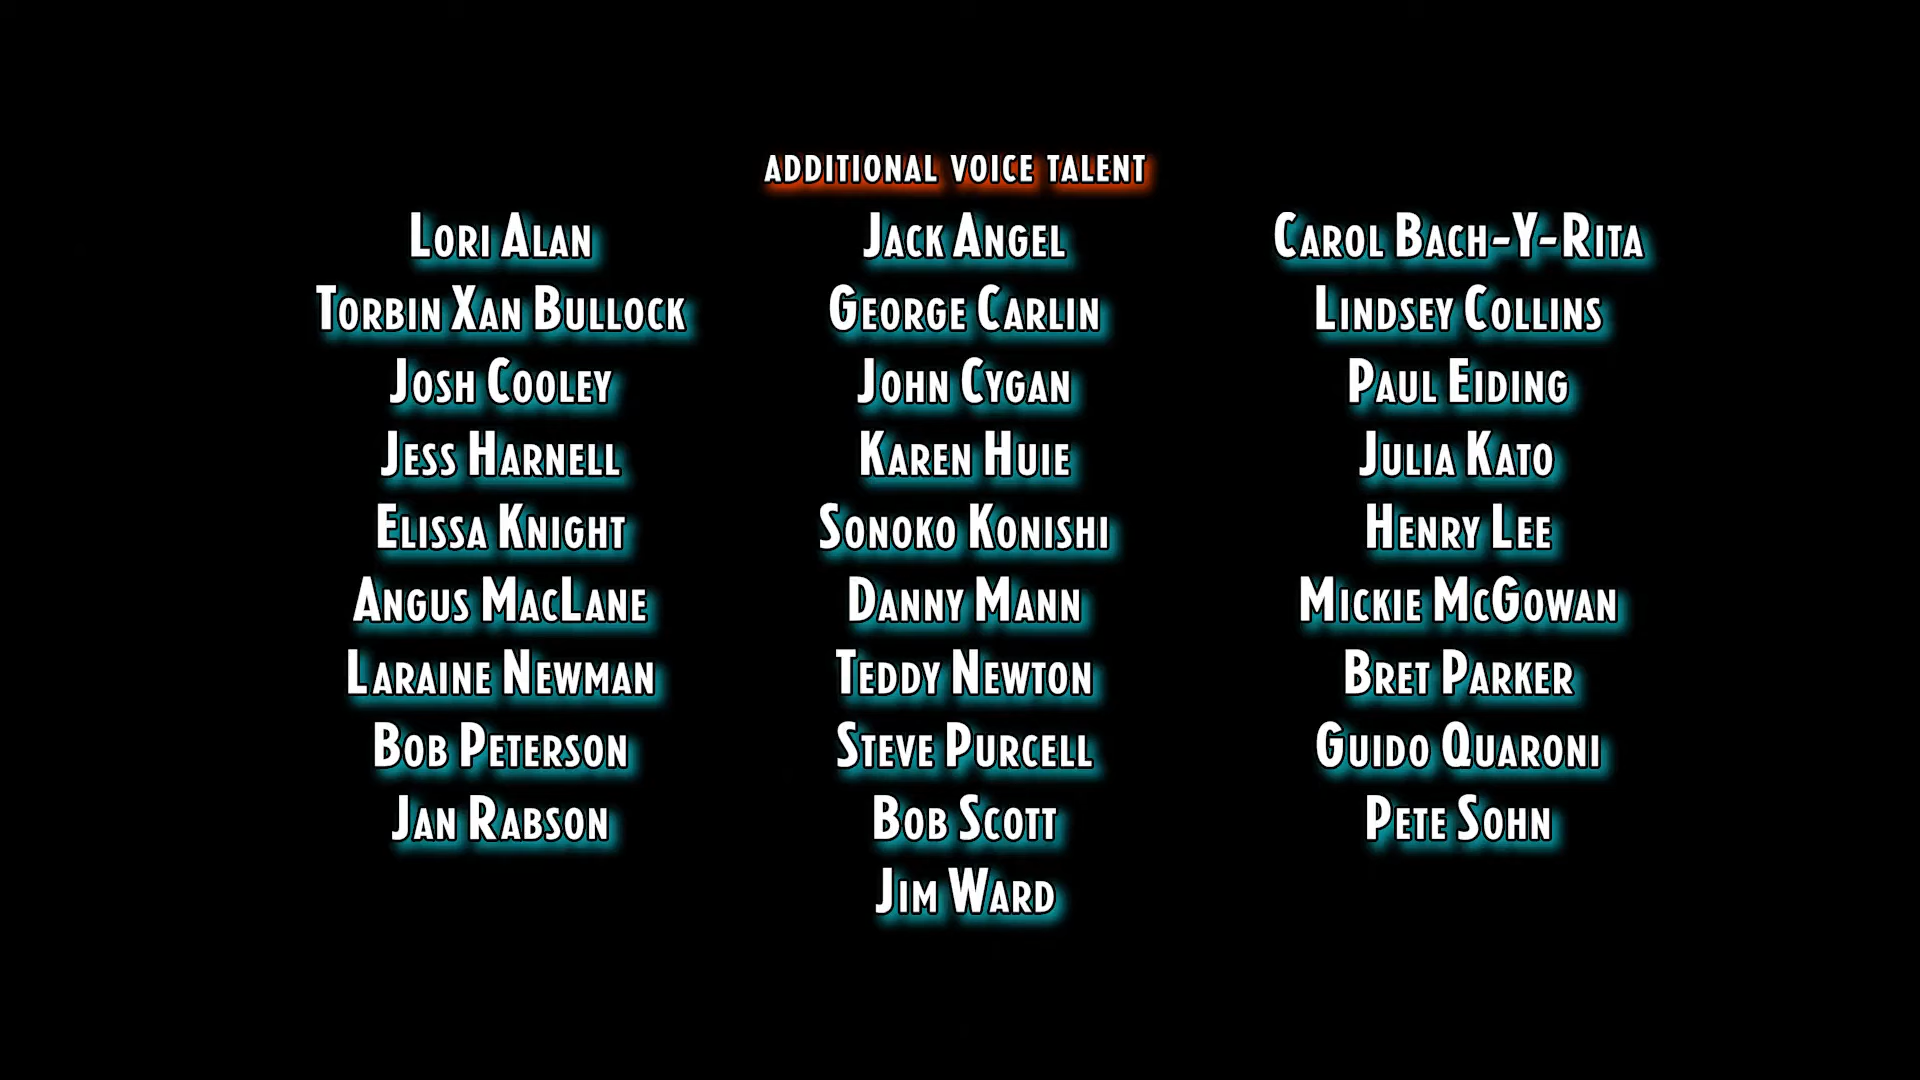 ADDITIONAL VOICE TALENT
LORI ALAN JACK ANGEL CAROL BACH-Y-RITA
TORBIN XAN BULLOCK GEORGE CARLIN LINDSEY COLLINS
JOSH COOLEY JOHN CYGAN PAUL EIDING
JESS HARNELL KAREN HUIE JULIA KATO
ELISSA KNIGHT SONOKO KONISHI HENRY LEE
ANGUS MACLANE DANNY MANN MICKIE MCGOWAN
LARAINE NEWMAN TEDDY NEWTON BRET PARKER
BOB PETERSON STEVE PURCELL GUIDO QUARONI
JAN RABSON BOB SCOTT PETE SOHN
JIM WARD